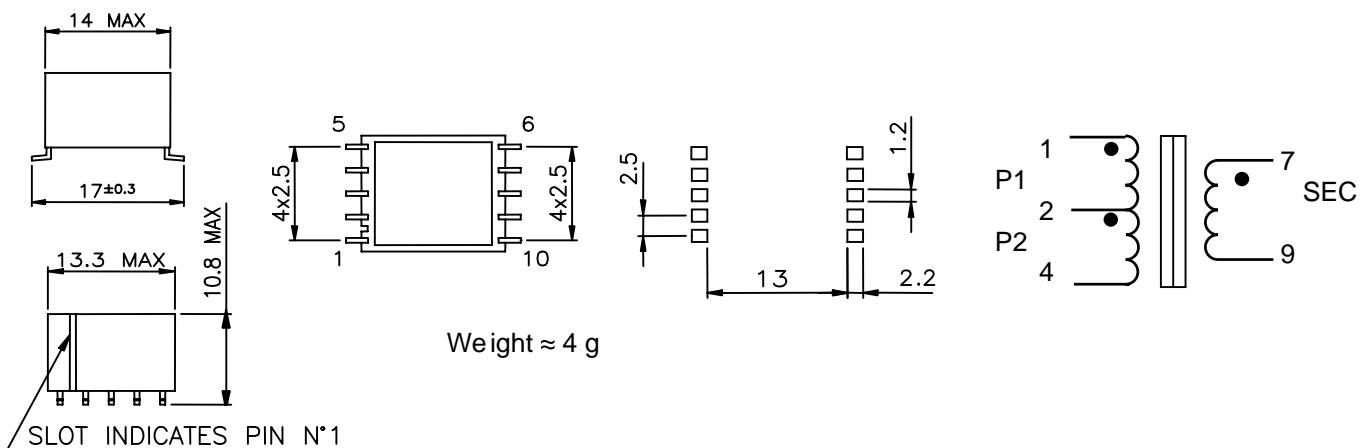 14 MAX
17±0.3
13.3 MAX
10.8 MAX
SLOT INDICATES PIN N°1
5
6
4x2.5
4x2.5
1
10
Weight ≈ 4 g
2.5
1.2
13
2.2
1
P1
2
P2
4
7
SEC
9